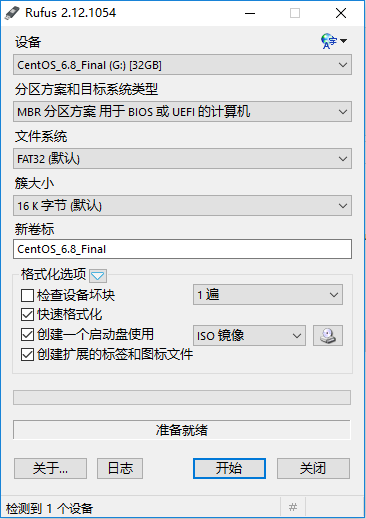 Rufus 2.12.1054
设备
CentOS_6.8_Final (G:) [32GB]
分区方案和目标系统类型
MBR 分区方案 用于 BIOS 或 UEFI 的计算机
文件系统
FAT32 (默认)
簇大小
16 K 字节 (默认)
新卷标
CentOS_6.8_Final
格式化选项
检查设备坏块 1 遍
快速格式化
创建一个启动盘使用 ISO 镜像
创建扩展的标签和图标文件
准备就绪
关于... 日志 开始 关闭
检测到 1 个设备 #